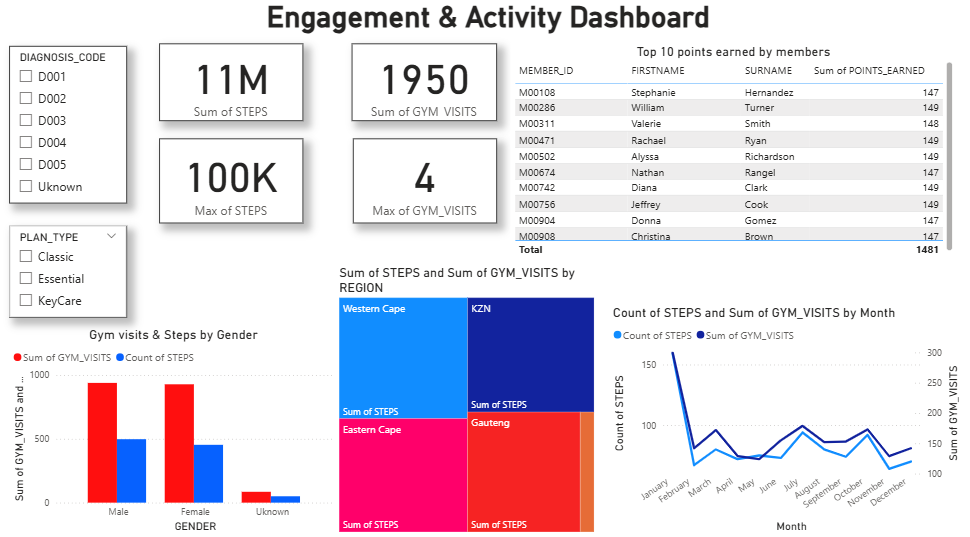 Engagement & Activity Dashboard
DIAGNOSIS_CODE
D001
D002
D003
D004
D005
Uknown
PLAN_TYPE
Classic
Essential
KeyCare
11M
Sum of STEPS
1950
Sum of GYM_VISITS
100K
Max of STEPS
4
Max of GYM_VISITS
Top 10 points earned by members
MEMBER_ID FIRSTNAME SURNAME Sum of POINTS_EARNED
M00108 Stephanie Hernandez 147
M00286 William Turner 149
M00311 Valerie Smith 148
M00471 Rachael Ryan 149
M00502 Alyssa Richardson 149
M00674 Nathan Rangel 147
M00742 Diana Clark 149
M00756 Jeffrey Cook 149
M00904 Donna Gomez 147
M00908 Christina Brown 147
Total 1481
Gym visits & Steps by Gender
Sum of GYM_VISITS Count of STEPS
Sum of GYM_VISITS and ...
1000
500
0
Male Female Unknown
GENDER
Sum of STEPS and Sum of GYM_VISITS by
REGION
Western Cape
Sum of STEPS
KZN
Sum of STEPS
Eastern Cape
Sum of STEPS
Gauteng
Sum of STEPS
Count of STEPS and Sum of GYM_VISITS by Month
Count of STEPS Sum of GYM_VISITS
Count of STEPS
150
100
300
250
200
150
100
Sum of GYM_VISITS
January February March April May June July August September October November December
Month